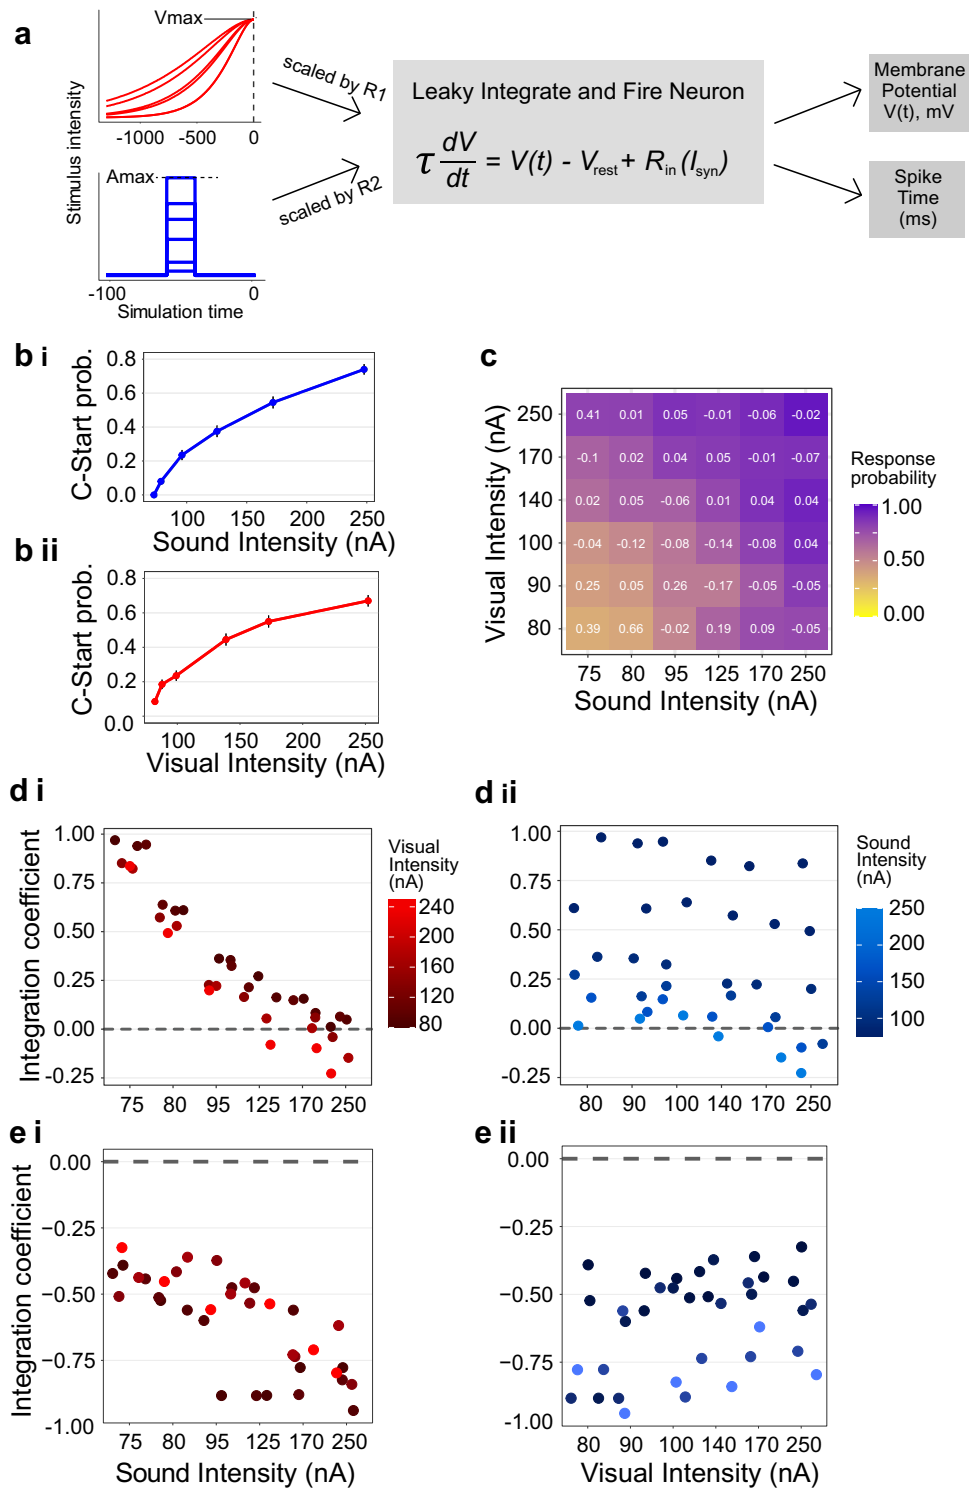 a
Stimulus intensity
Vmax
-1000
-500
0
Amax
-100
0
Simulation time
scaled by R1
scaled by R2
Leaky Integrate and Fire Neuron
τ dV/dt = V(t) - Vrest + Rin (Isyn)
Membrane
Potential
V(t), mV
Spike
Time
(ms)
b i
C-Start prob.
0.8
0.6
0.4
0.2
0.0
100 150 200 250
Sound Intensity (nA)
b ii
C-Start prob.
0.8
0.6
0.4
0.2
0.0
100 150 200 250
Visual Intensity (nA)
c
Visual Intensity (nA)
250 0.41 0.01 0.05 -0.01 -0.06 -0.02
170 -0.1 0.02 0.04 0.05 -0.01 -0.07
140 0.02 0.05 -0.06 0.01 0.04 0.04
100 -0.04 -0.12 -0.08 -0.14 -0.08 0.04
90 0.25 0.05 0.26 -0.17 -0.05 -0.05
80 0.39 0.66 -0.02 0.19 0.09 -0.05
75 80 95 125 170 250
Sound Intensity (nA)
Response
probability
1.00
0.50
0.00
d i
Integration coefficient
1.00
0.75
0.50
0.25
0.00
-0.25
75 80 95 125 170 250
Visual
Intensity
(nA)
240
200
160
120
80
d ii
1.00
0.75
0.50
0.25
0.00
-0.25
80 90 100 140 170 250
Sound
Intensity
(nA)
250
200
150
100
e i
Integration coefficient
0.00
−0.25
−0.50
−0.75
-1.00
75 80 95 125 170 250
Sound Intensity (nA)
e ii
0.00
−0.25
−0.50
−0.75
-1.00
80 90 100 140 170 250
Visual Intensity (nA)